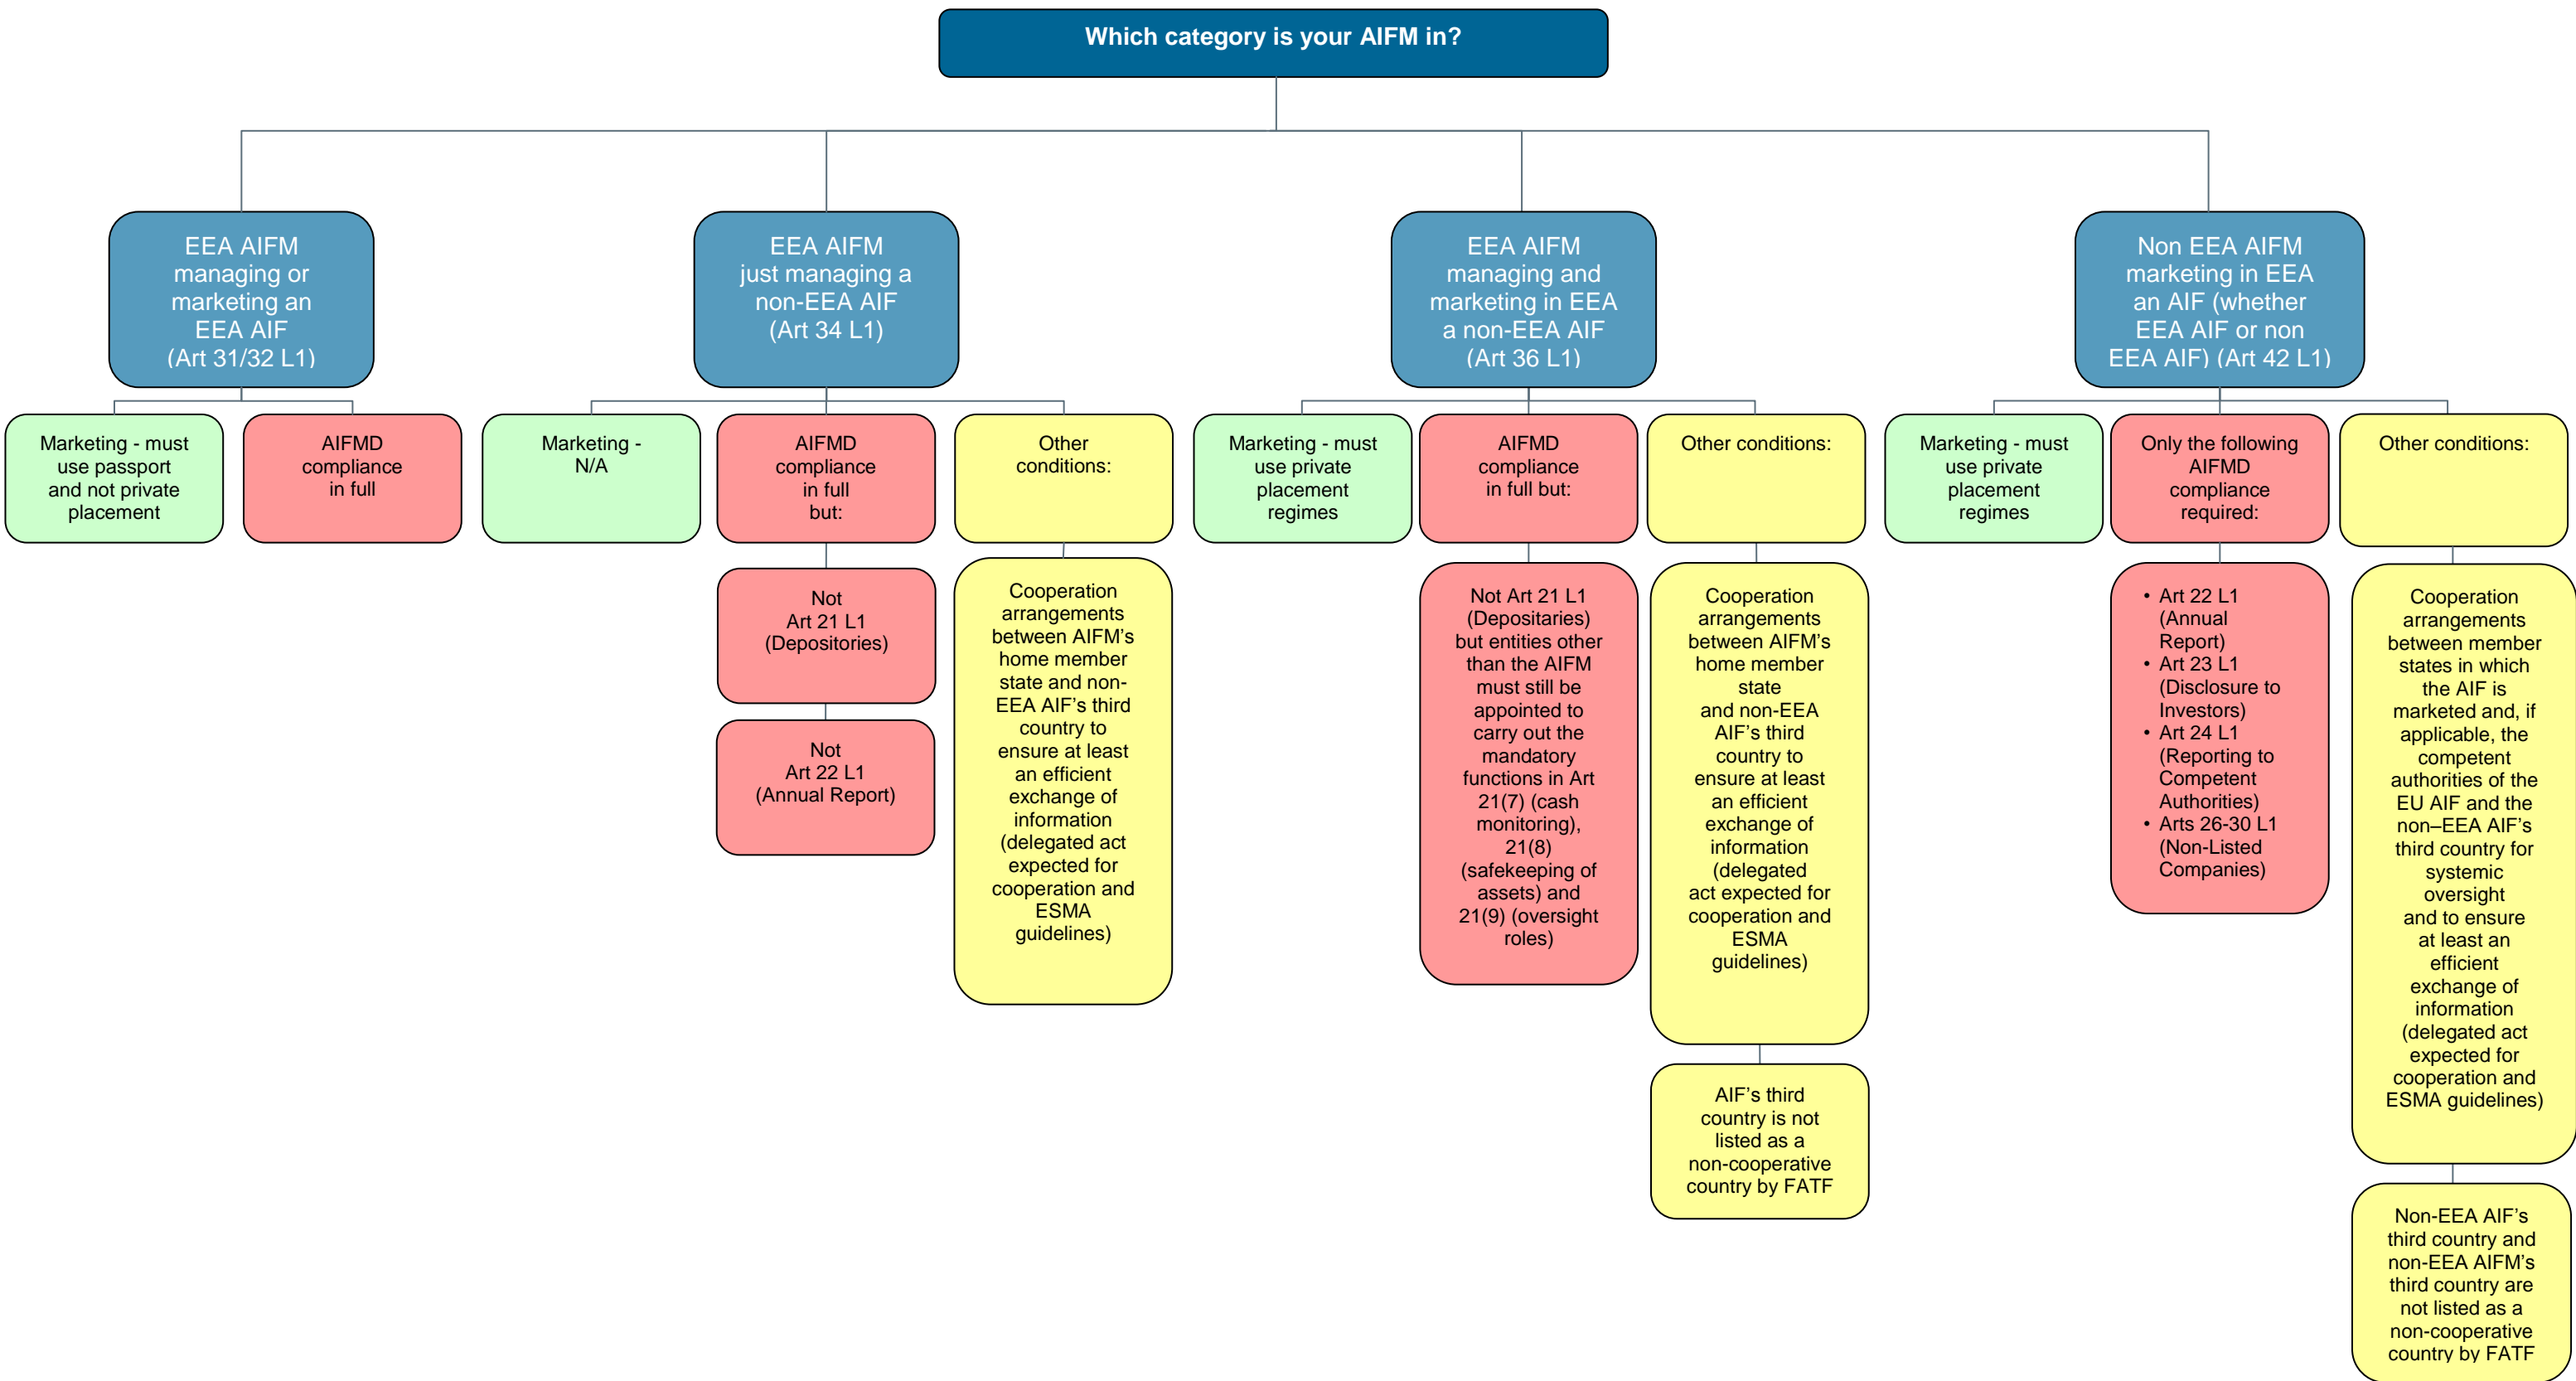 Which category is your AIFM in?
EEA AIFM
managing or
marketing an
EEA AIF
(Art 31/32 L1)
EEA AIFM
just managing a
non-EEA AIF
(Art 34 L1)
EEA AIFM
managing and
marketing in EEA
a non-EEA AIF
(Art 36 L1)
Non EEA AIFM
marketing in EEA
an AIF (whether
EEA AIF or non
EEA AIF) (Art 42 L1)
Marketing - must
use passport
and not private
placement
AIFMD
compliance
in full
Marketing -
N/A
AIFMD
compliance
in full
but:
Other
conditions:
Marketing - must
use private
placement
regimes
AIFMD
compliance
in full but:
Other conditions:
Marketing - must
use private
placement
regimes
Only the following
AIFMD
compliance
required:
Other conditions:
Not
Art 21 L1
(Depositories)
Not
Art 22 L1
(Annual Report)
Cooperation
arrangements
between AIFM’s
home member
state and non-
EEA AIF’s third
country to
ensure at least
an efficient
exchange of
information
(delegated act
expected for
cooperation and
ESMA
guidelines)
Not Art 21 L1
(Depositaries)
but entities other
than the AIFM
must still be
appointed to
carry out the
mandatory
functions in Art
21(7) (cash
monitoring),
21(8)
(safekeeping of
assets) and
21(9) (oversight
roles)
Cooperation
arrangements
between AIFM’s
home member
state
and non-EEA
AIF’s third
country to
ensure at least
an efficient
exchange of
information
(delegated
act expected for
cooperation and
ESMA
guidelines)
AIF’s third
country is not
listed as a
non-cooperative
country by FATF
• Art 22 L1
(Annual
Report)
• Art 23 L1
(Disclosure to
Investors)
• Art 24 L1
(Reporting to
Competent
Authorities)
• Arts 26-30 L1
(Non-Listed
Companies)
Cooperation
arrangements
between member
states in which
the AIF is
marketed and, if
applicable, the
competent
authorities of the
EU AIF and the
non–EEA AIF’s
third country for
systemic
oversight
and to ensure
at least an
efficient
exchange of
information
(delegated act
expected for
cooperation and
ESMA guidelines)
Non-EEA AIF’s
third country and
non-EEA AIFM’s
third country are
not listed as a
non-cooperative
country by FATF